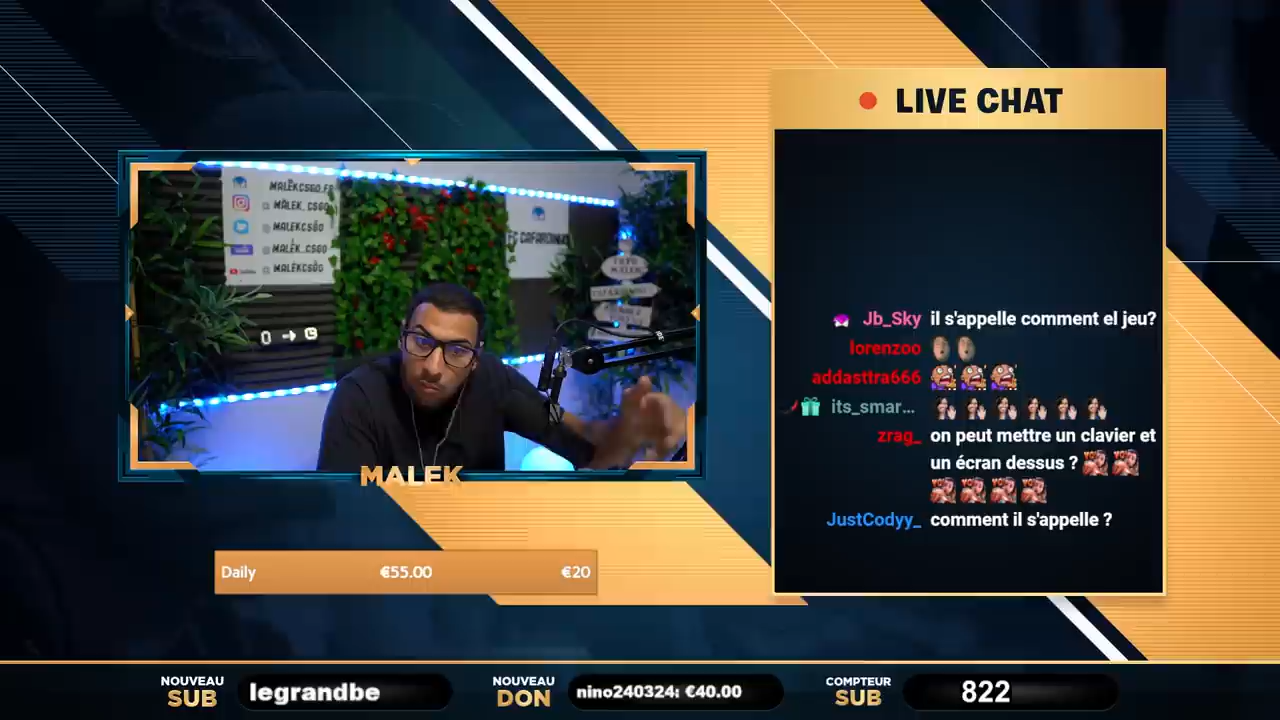 LIVE CHAT
MALEKCSGO.FR
@ MALEK_CSGO
@ MALEKCSGO
@ MALEK_CSGO
@ MALEKCSGO
0 →
MALEK
Jb_Sky il s'appelle comment el jeu?
lorenzoo
addasttra666
its_smar...
zrag_ on peut mettre un clavier et
un écran dessus ?
JustCodyy_ comment il s'appelle ?
Daily €55.00 €20
NOUVEAU
SUB
legrandbe
NOUVEAU
DON
nino240324: €40.00
COMPTEUR
SUB
822